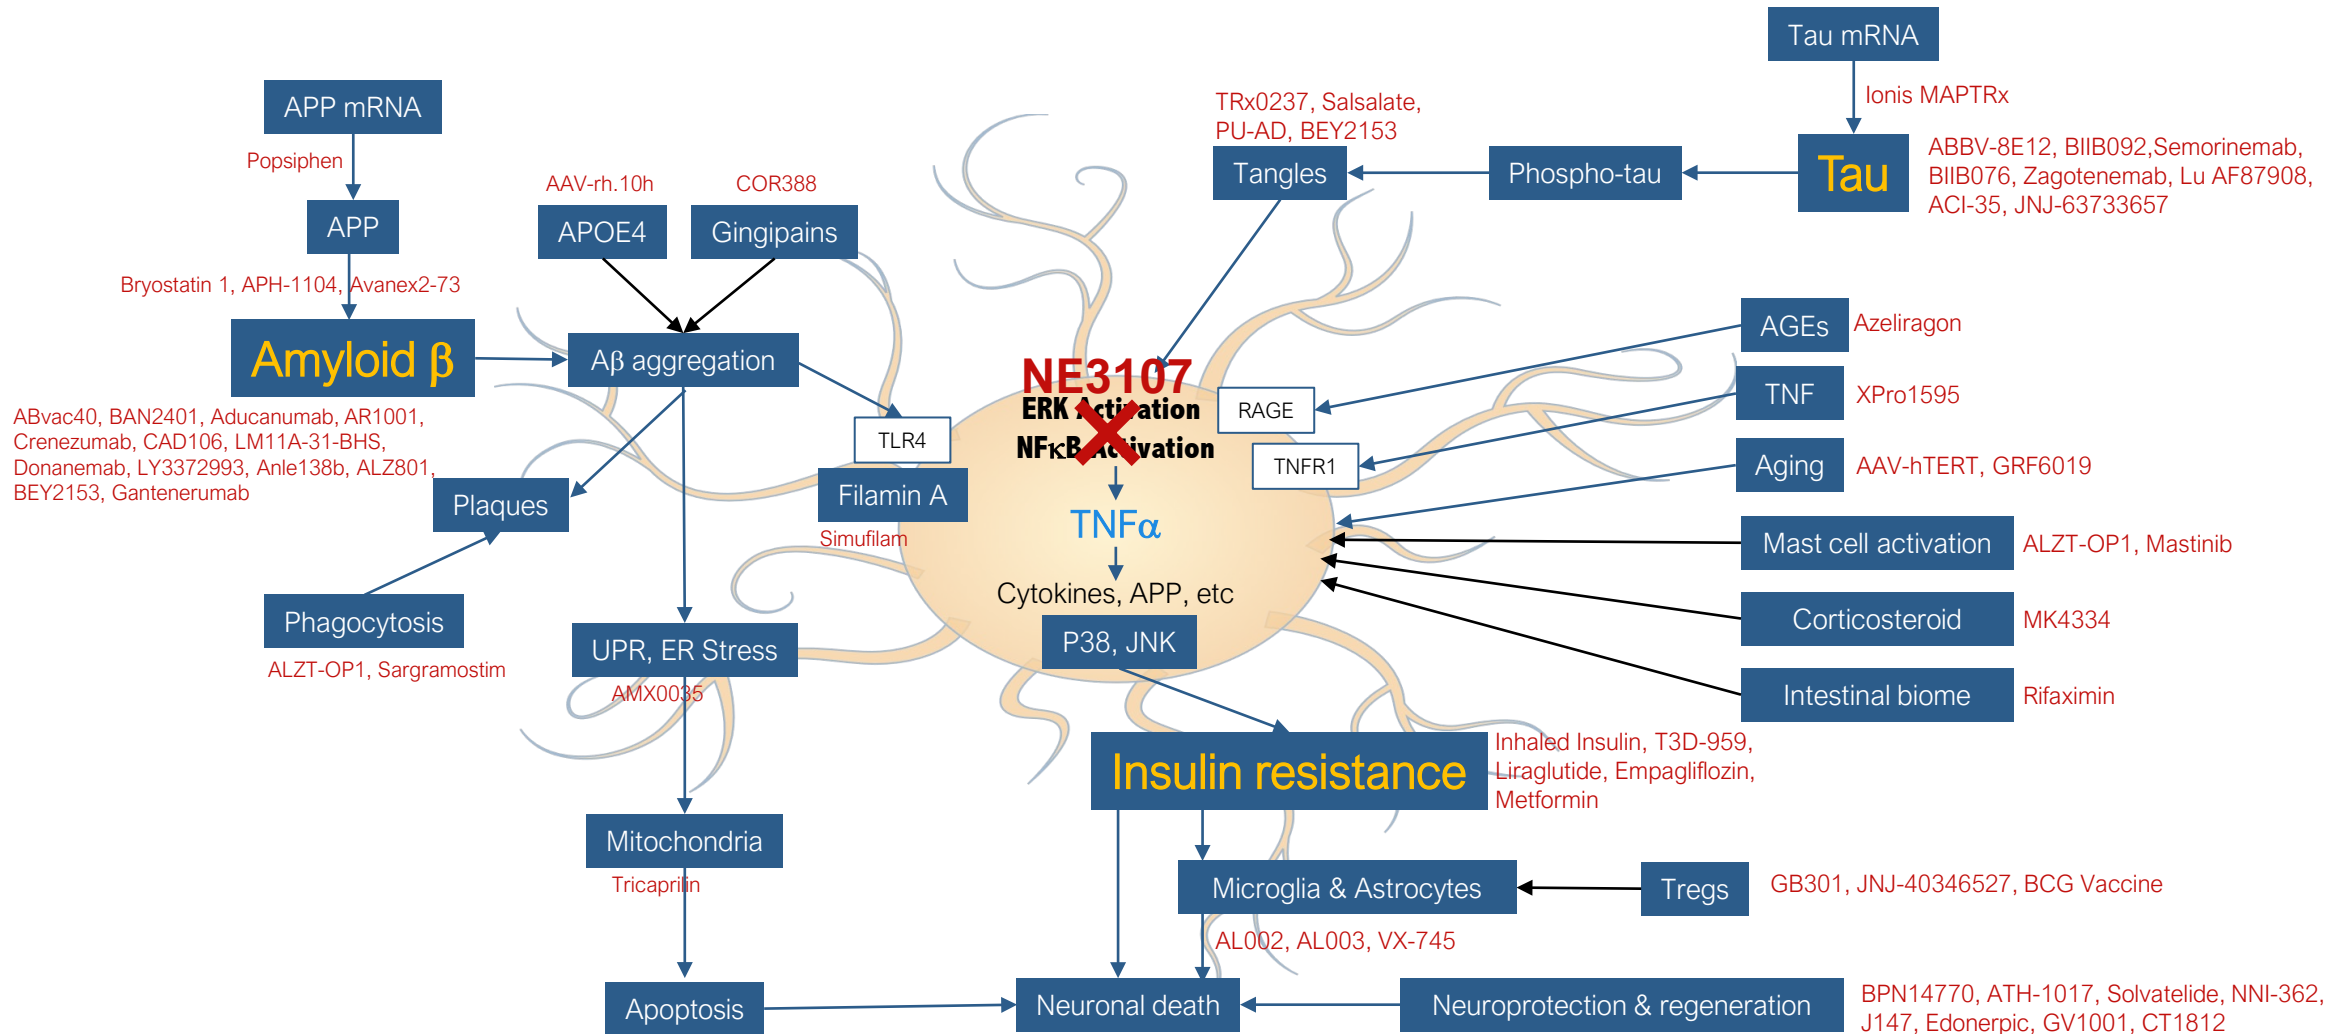 Tau mRNA
Ionis MAPTRx
APP mRNA
Popsiphen
APP
Bryostatin 1, APH-1104, Avanex2-73
Amyloid β
ABvac40, BAN2401, Aducanumab, AR1001,
Crenezumab, CAD106, LM11A-31-BHS,
Donanemab, LY3372993, Anle138b, ALZ801,
BEY2153, Gantenerumab
AAV-rh.10h
APOE4
COR388
Gingipains
Aβ aggregation
Plaques
Phagocytosis
ALZT-OP1, Sargramostim
TLR4
Filamin A
Simufilam
UPR, ER Stress
AMX0035
Mitochondria
Tricaprilin
Apoptosis
TRx0237, Salsalate,
PU-AD, BEY2153
Tangles
Phospho-tau
Tau
ABBV-8E12, BIIB092,Semorinemab,
BIIB076, Zagotenemab, Lu AF87908,
ACI-35, JNJ-63733657
NE3107
ERK Activation
NFκB Activation
TNFα
Cytokines, APP, etc
P38, JNK
RAGE
TNFR1
AGEs
Azeliragon
TNF
XPro1595
Aging
AAV-hTERT, GRF6019
Mast cell activation
ALZT-OP1, Mastinib
Corticosteroid
MK4334
Intestinal biome
Rifaximin
Insulin resistance
Inhaled Insulin, T3D-959,
Liraglutide, Empagliflozin,
Metformin
Microglia & Astrocytes
AL002, AL003, VX-745
Tregs
GB301, JNJ-40346527, BCG Vaccine
Neuronal death
Neuroprotection & regeneration
BPN14770, ATH-1017, Solvatelide, NNI-362,
J147, Edonerpic, GV1001, CT1812